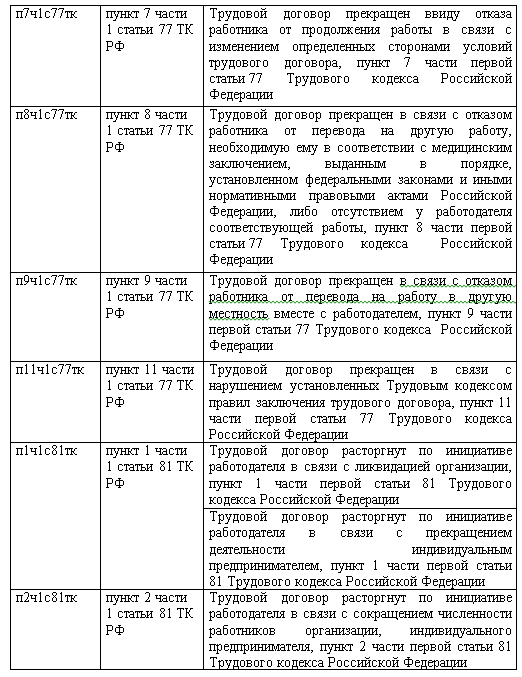 п7ч1с77тк
пункт 7 части
1 статьи 77 ТК
РФ
Трудовой договор прекращен ввиду отказа
работника от продолжения работы в связи с
изменением определенных сторонами условий
трудового договора, пункт 7 части первой
статьи 77 Трудового кодекса Российской
Федерации
п8ч1с77тк
пункт 8 части
1 статьи 77 ТК
РФ
Трудовой договор прекращен в связи с отказом
работника от перевода на другую работу,
необходимую ему в соответствии с медицинским
заключением, выданным в порядке,
установленном федеральными законами и иными
нормативными правовыми актами Российской
Федерации, либо отсутствием у работодателя
соответствующей работы, пункт 8 части первой
статьи 77 Трудового кодекса Российской
Федерации
п9ч1с77тк
пункт 9 части
1 статьи 77 ТК
РФ
Трудовой договор прекращен в связи с отказом
работника от перевода на работу в другую
местность вместе с работодателем, пункт 9 части
первой статьи 77 Трудового кодекса Российской
Федерации
п11ч1с77тк
пункт 11 части
1 статьи 77 ТК
РФ
Трудовой договор прекращен в связи с
нарушением установленных Трудовым кодексом
правил заключения трудового договора, пункт 11
части первой статьи 77 Трудового кодекса
Российской Федерации
п1ч1с81тк
пункт 1 части
1 статьи 81 ТК
РФ
Трудовой договор расторгнут по инициативе
работодателя в связи с ликвидацией организации,
пункт 1 части первой статьи 81 Трудового
кодекса Российской Федерации
Трудовой договор расторгнут по инициативе
работодателя в связи с прекращением
деятельности индивидуальным
предпринимателем, пункт 1 части первой статьи
81 Трудового кодекса Российской Федерации
п2ч1с81тк
пункт 2 части
1 статьи 81 ТК
РФ
Трудовой договор расторгнут по инициативе
работодателя в связи с сокращением численности
работников организации, индивидуального
предпринимателя, пункт 2 части первой статьи 81
Трудового кодекса Российской Федерации